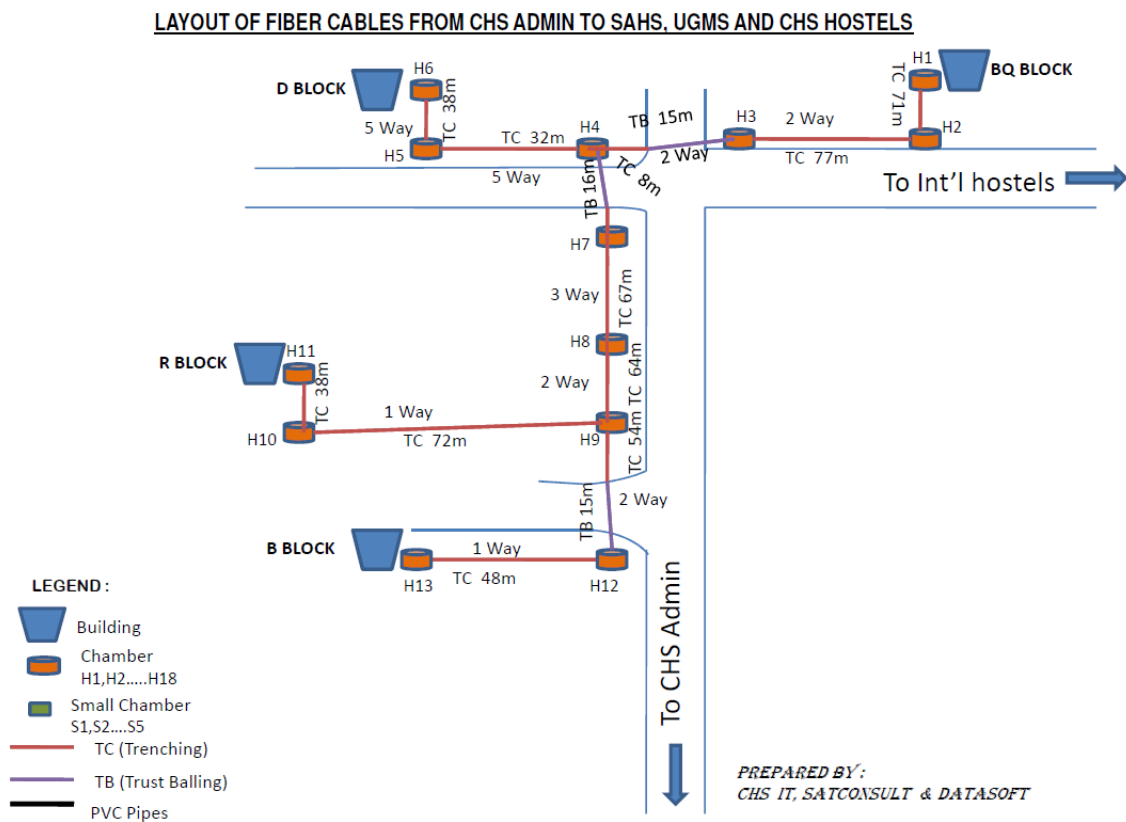 LAYOUT OF FIBER CABLES FROM CHS ADMIN TO SAHS, UGMS AND CHS HOSTELS
H6
D BLOCK
TC 38m
5 Way
H5
TC 32m
5 Way
H4
TB 15m
TC 8m
2 Way
H3
2 Way
TC 77m
H1
BQ BLOCK
TC 71m
H2
To Int'l hostels
TB 16m
H7
3 Way
TC 67m
H8
2 Way
TC 64m
R BLOCK
H11
TC 38m
H10
1 Way
TC 72m
H9
TC 54m
TB 15m
2 Way
B BLOCK
H13
1 Way
TC 48m
H12
To CHS Admin
LEGEND :
Building
Chamber
H1,H2.....H18
Small Chamber
S1,S2....S5
TC (Trenching)
TB (Trust Balling)
PVC Pipes
PREPARED BY :
CHS IT, SATCONSULT & DATASOFT